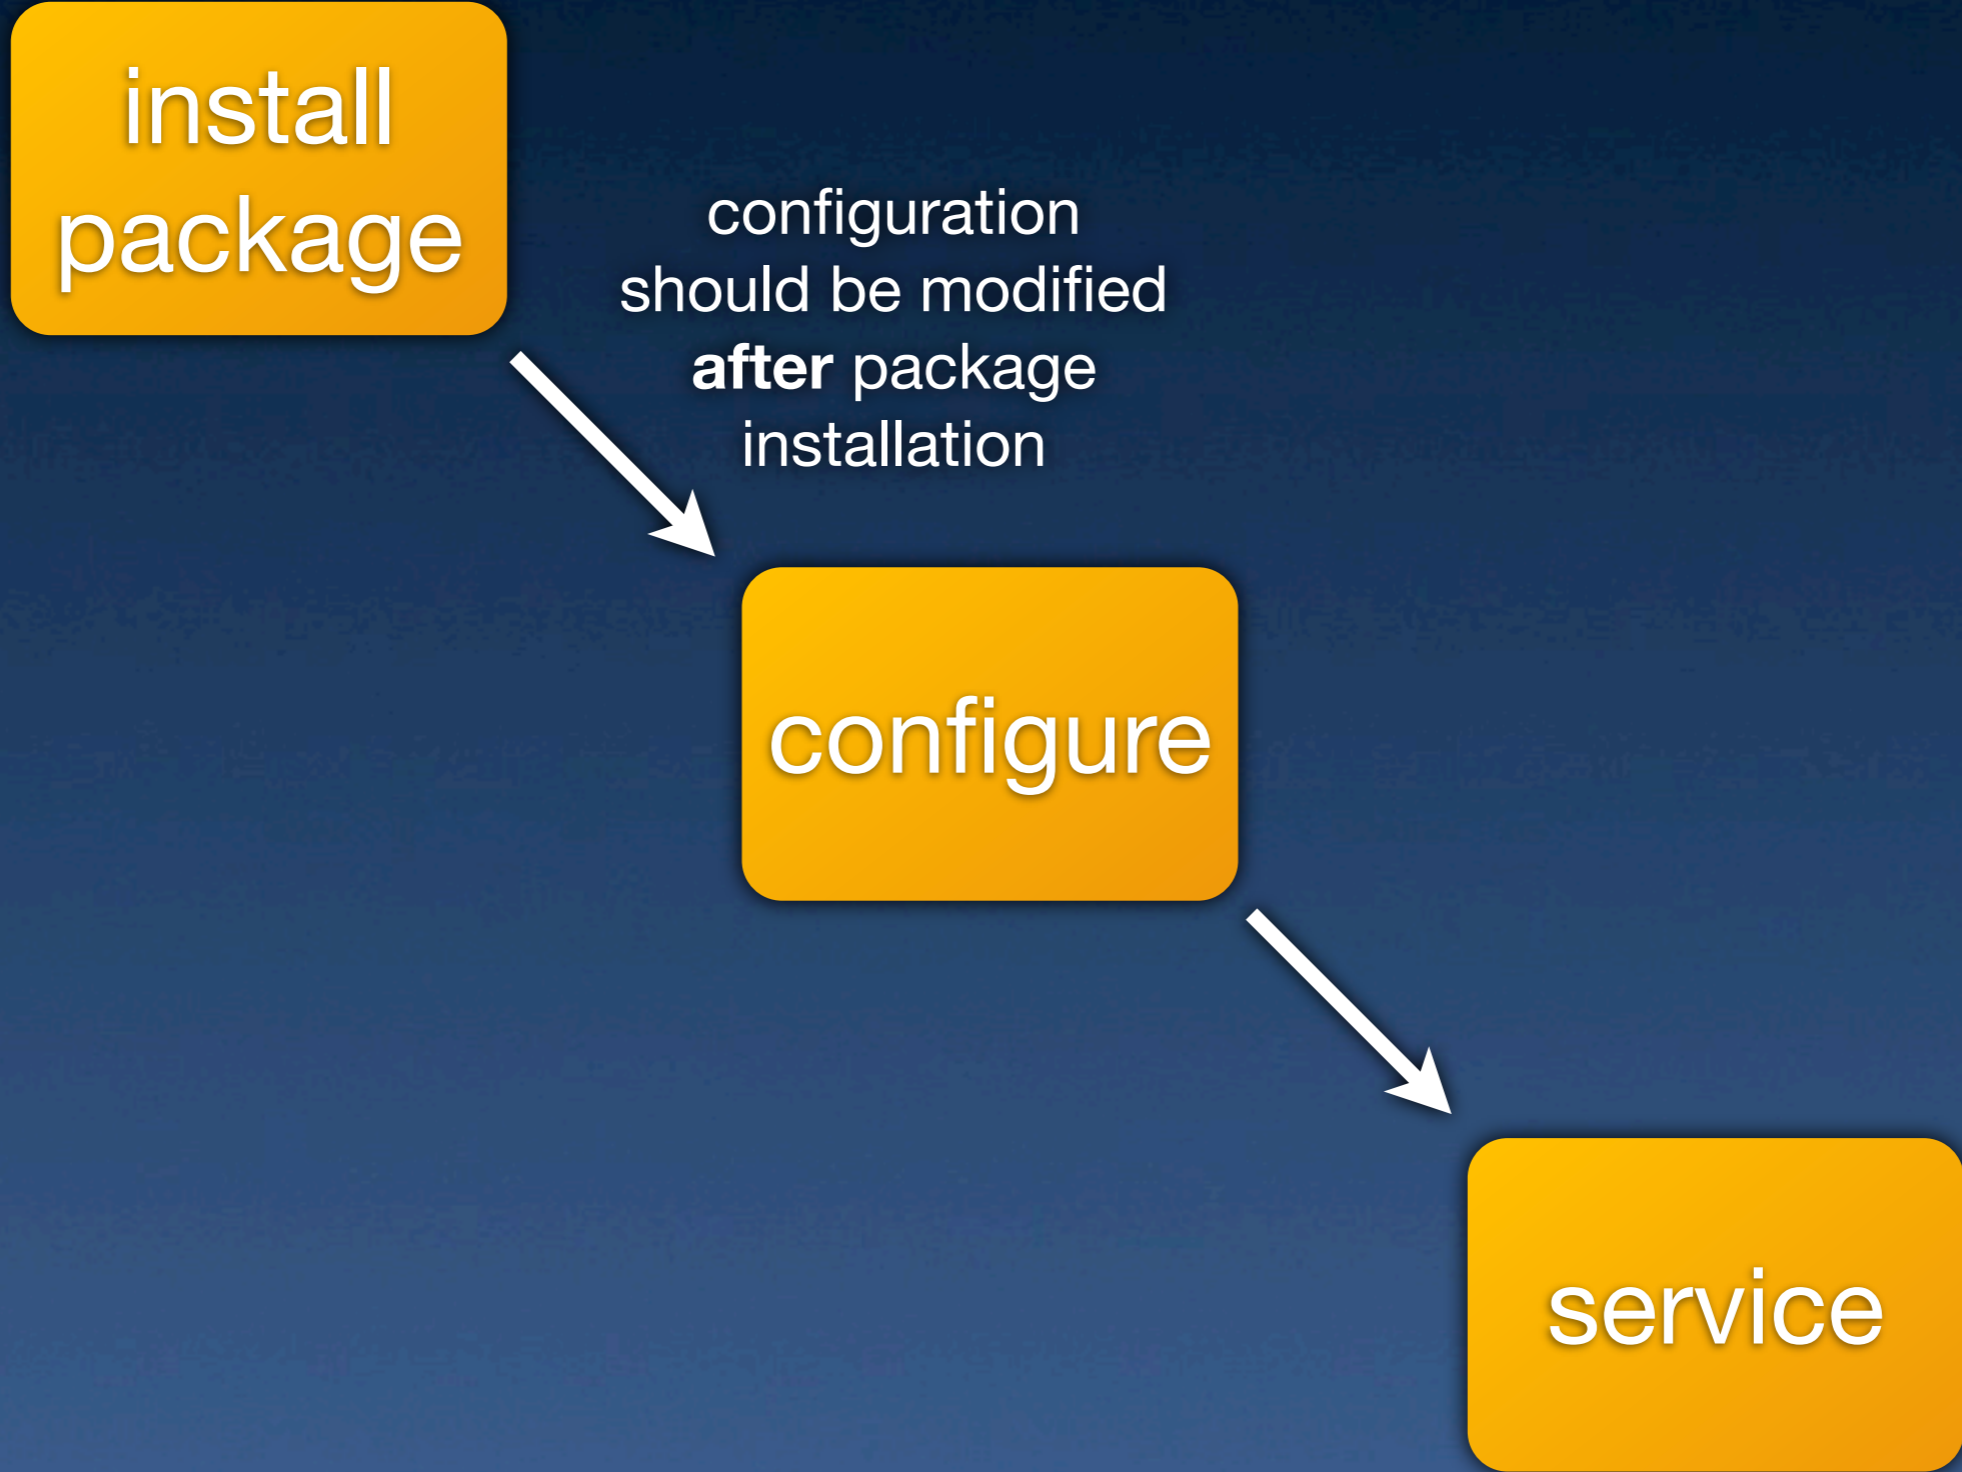 install
package
configuration
should be modified
after package
installation
configure
service